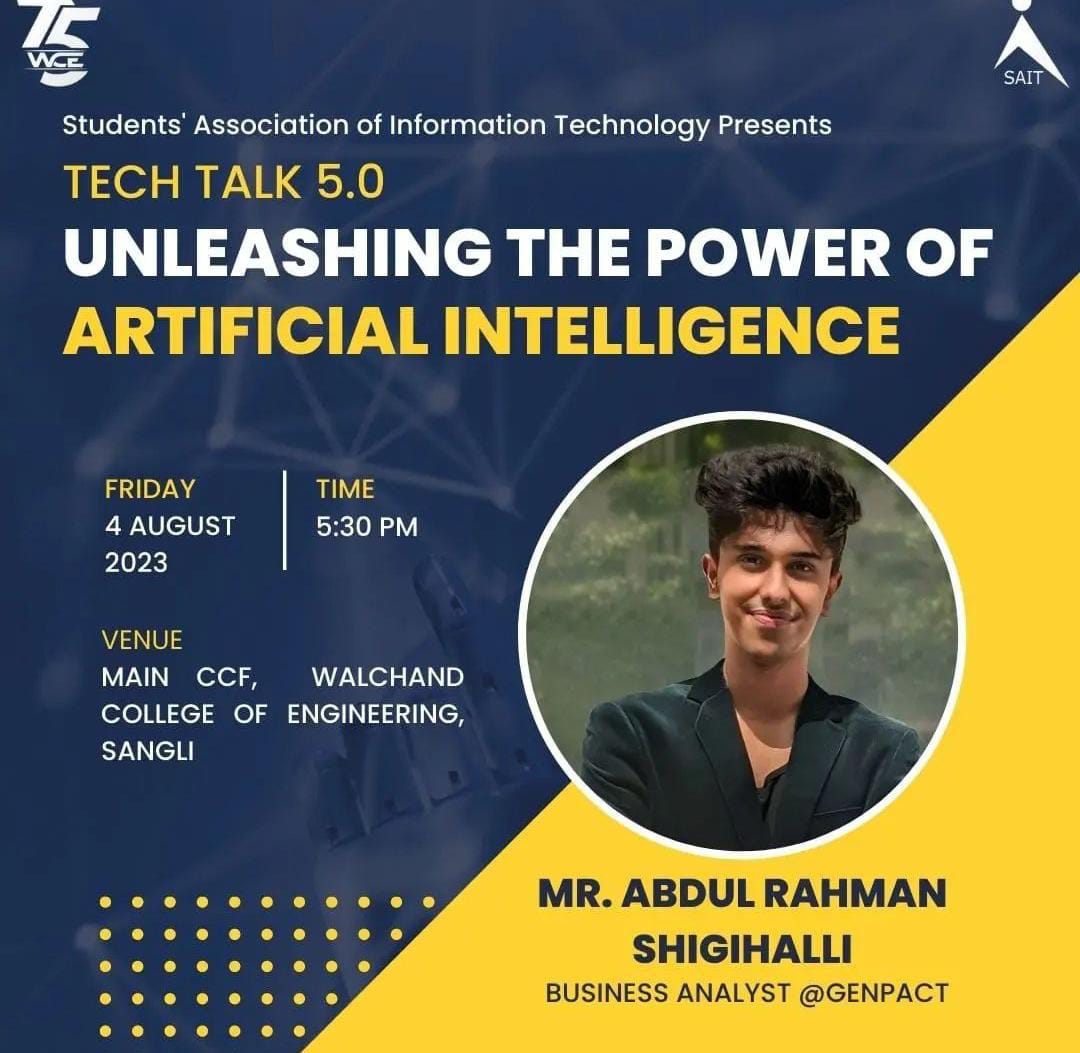 75
WCE
SAIT
Students' Association of Information Technology Presents
TECH TALK 5.0
UNLEASHING THE POWER OF
ARTIFICIAL INTELLIGENCE
FRIDAY
4 AUGUST
2023
TIME
5:30 PM
VENUE
MAIN CCF, WALCHAND
COLLEGE OF ENGINEERING,
SANGLI
MR. ABDUL RAHMAN
SHIGIHALLI
BUSINESS ANALYST @GENPACT